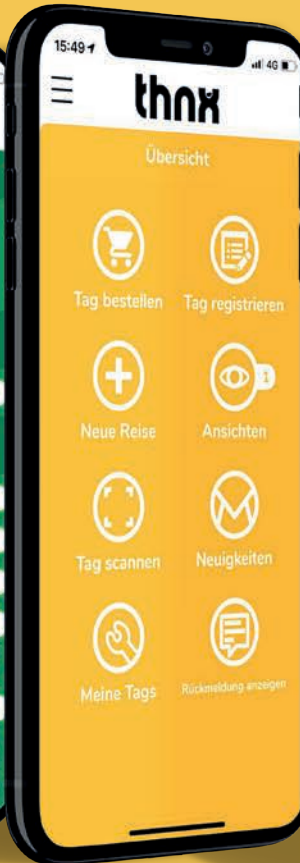 15:49
4G
thnx
Übersicht
Tag bestellen
Tag registrieren
Neue Reise
Ansichten
1
Tag scannen
Neuigkeiten
Meine Tags
Rückmeldung anzeigen